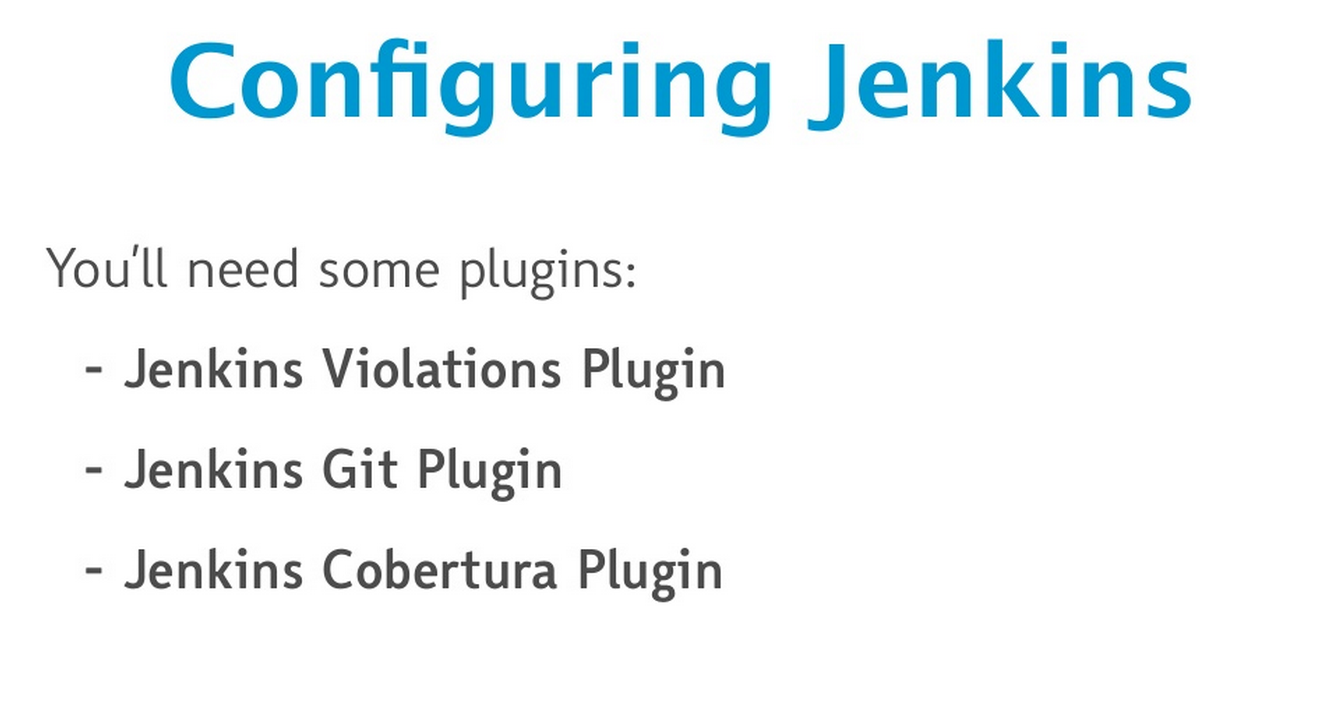 Configuring Jenkins
You'll need some plugins:
- Jenkins Violations Plugin
- Jenkins Git Plugin
- Jenkins Cobertura Plugin